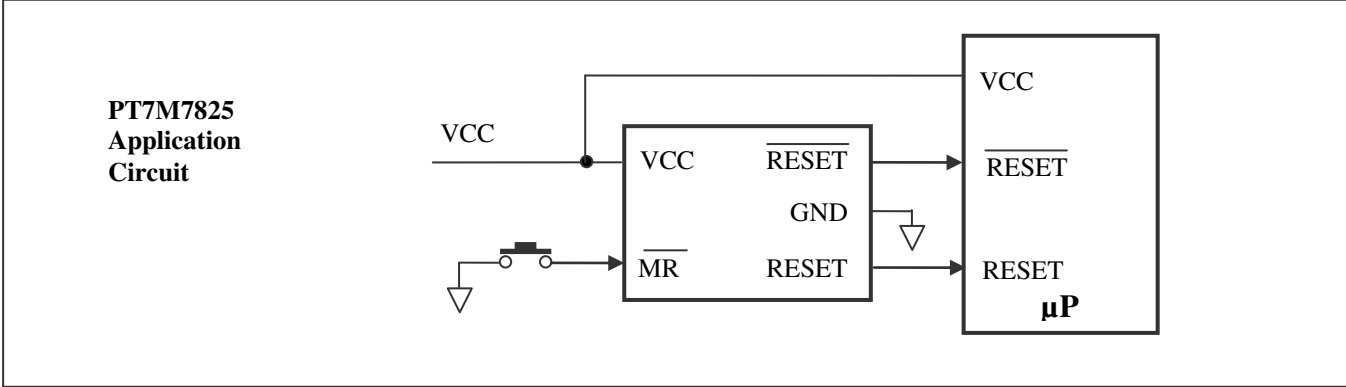 PT7M7825
Application
Circuit
VCC
VCC
RESET
GND
MR
RESET
VCC
RESET
RESET
µP